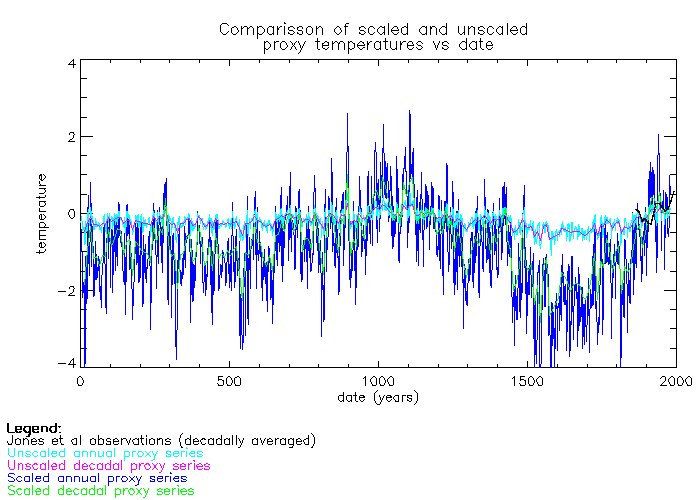 Comparisson of scaled and unscaled
proxy temperatures vs date
4
2
0
-2
-4
temperature
0 500 1000 1500 2000
date (years)
Legend:
Jones et al observations (decadally averaged)
Unscaled annual proxy series
Unscaled decadal proxy series
Scaled annual proxy series
Scaled decadal proxy series